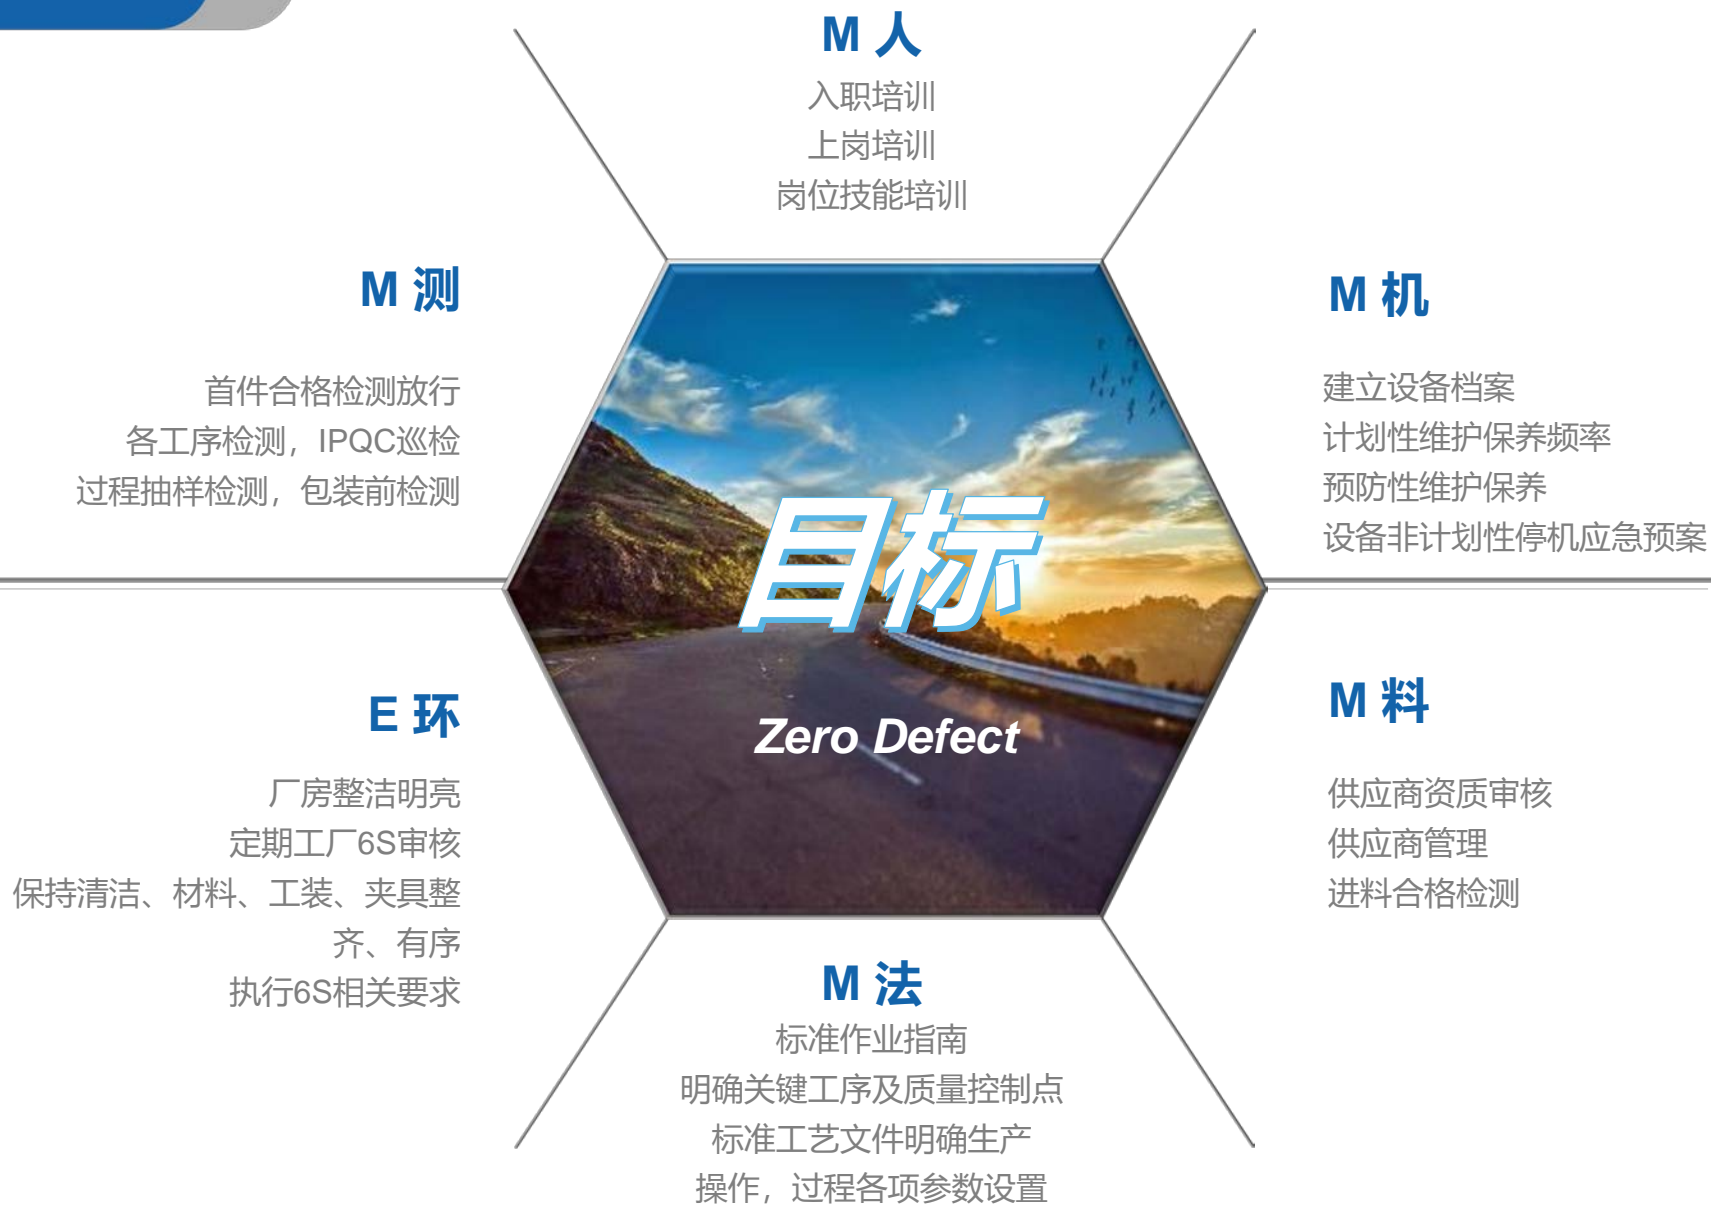 M 人
入职培训
上岗培训
岗位技能培训
M 测
首件合格检测放行
各工序检测，IPQC巡检
过程抽样检测，包装前检测
M 机
建立设备档案
计划性维护保养频率
预防性维护保养
设备非计划性停机应急预案
目标
Zero Defect
E 环
厂房整洁明亮
定期工厂6S审核
保持清洁、材料、工装、夹具整
齐、有序
执行6S相关要求
M 料
供应商资质审核
供应商管理
进料合格检测
M 法
标准作业指南
明确关键工序及质量控制点
标准工艺文件明确生产
操作，过程各项参数设置